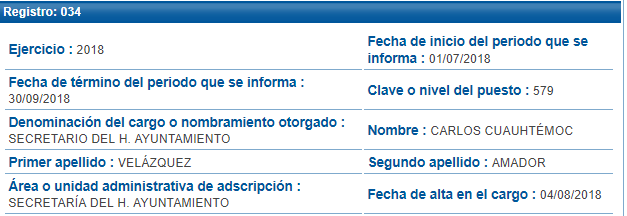 Registro: 034
Ejercicio : 2018
Fecha de inicio del periodo que se
informa : 01/07/2018
Fecha de término del periodo que se informa :
30/09/2018
Clave o nivel del puesto : 579
Denominación del cargo o nombramiento otorgado :
SECRETARIO DEL H. AYUNTAMIENTO
Nombre : CARLOS CUAUHTÉMOC
Primer apellido : VELÁZQUEZ
Segundo apellido : AMADOR
Área o unidad administrativa de adscripción :
SECRETARÍA DEL H. AYUNTAMIENTO
Fecha de alta en el cargo : 04/08/2018